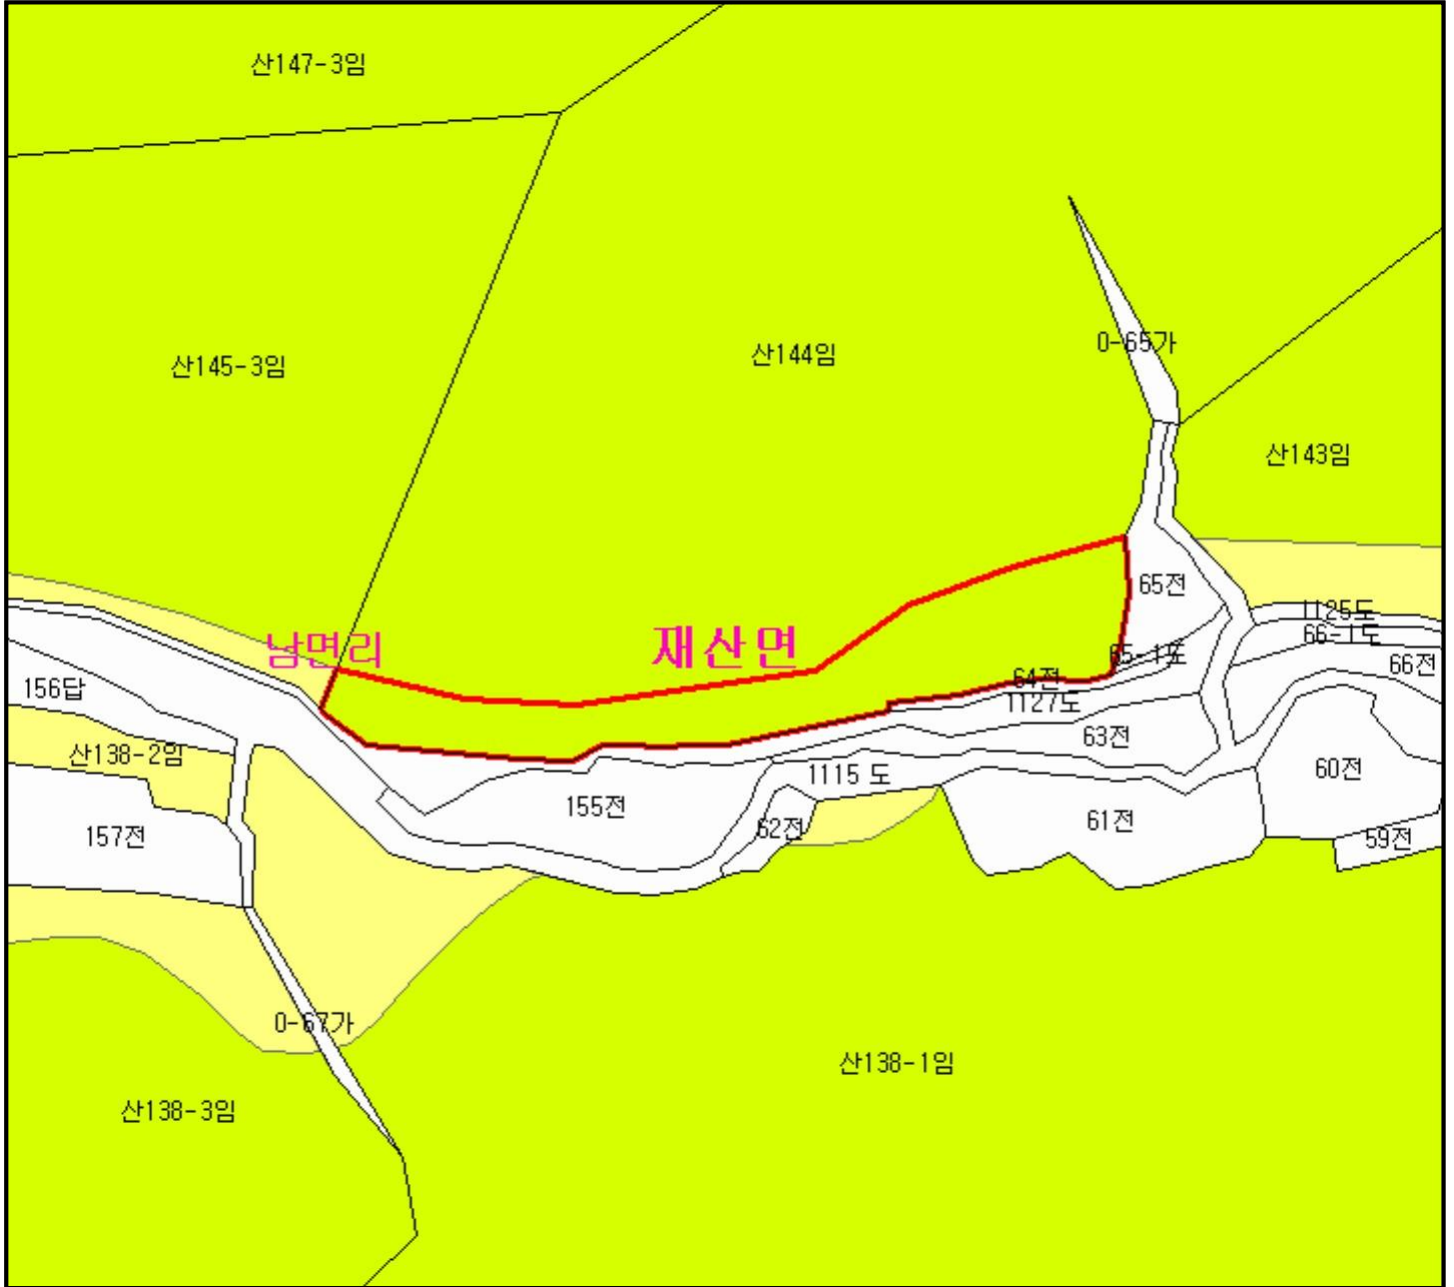 산147-3임
0-65가
산144임
산145-3임
산143임
65전
1125도
66-1도
남면리
재산면
65-1도
66전
64전
156답
1127도
63전
산138-2임
1115 도
60전
155전
61전
62전
157전
59전
0-67가
산138-1임
산138-3임